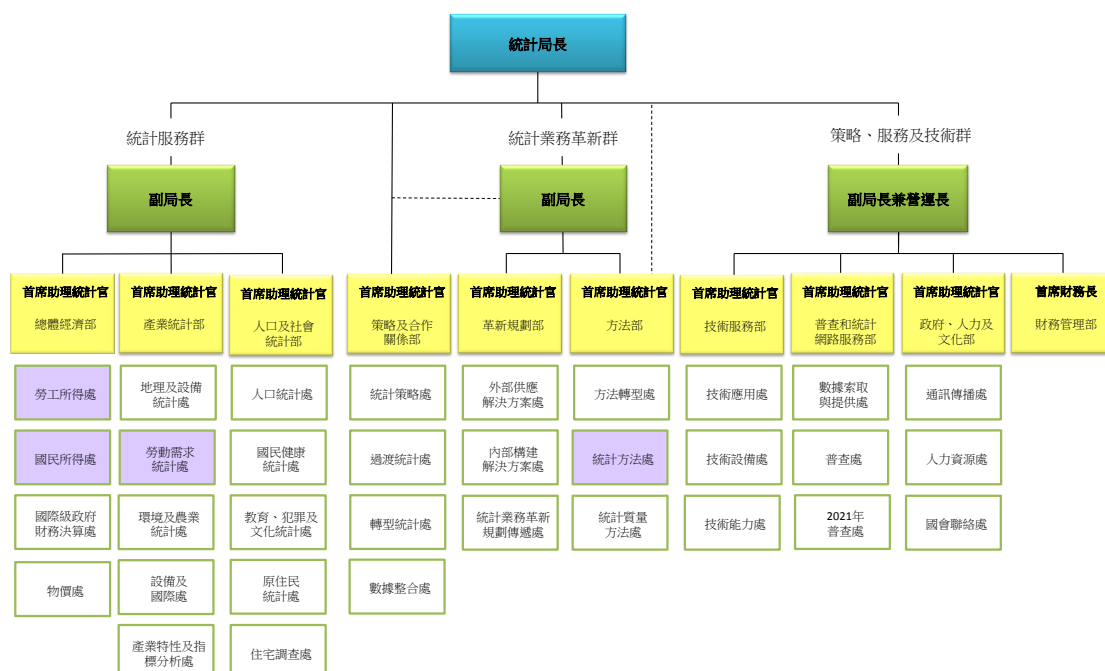 統計局長
統計服務群
統計業務革新群
策略、服務及技術群
副局長
副局長
副局長兼營運長
首席助理統計官
總體經濟部
首席助理統計官
產業統計部
首席助理統計官
人口及社會
統計部
首席助理統計官
策略及合作
關係部
首席助理統計官
革新規劃部
首席助理統計官
方法部
首席助理統計官
技術服務部
首席助理統計官
普查和統計
網路服務部
首席助理統計官
政府、人力及
文化部
首席財務長
財務管理部
勞工所得處
地理及設備
統計處
人口統計處
統計策略處
外部供應
解決方案處
方法轉型處
技術應用處
數據索取
與提供處
通訊傳播處
國民所得處
勞動需求
統計處
國民健康
統計處
過渡統計處
內部構建
解決方案處
統計方法處
技術設備處
普查處
人力資源處
國際級政府
財務決算處
環境及農業
統計處
教育、犯罪及
文化統計處
轉型統計處
統計業務革新
規劃傳遞處
統計質量
方法處
技術能力處
2021年
普查處
國會聯絡處
物價處
設備及
國際處
原住民
統計處
數據整合處
產業特性及指
標分析處
住宅調查處